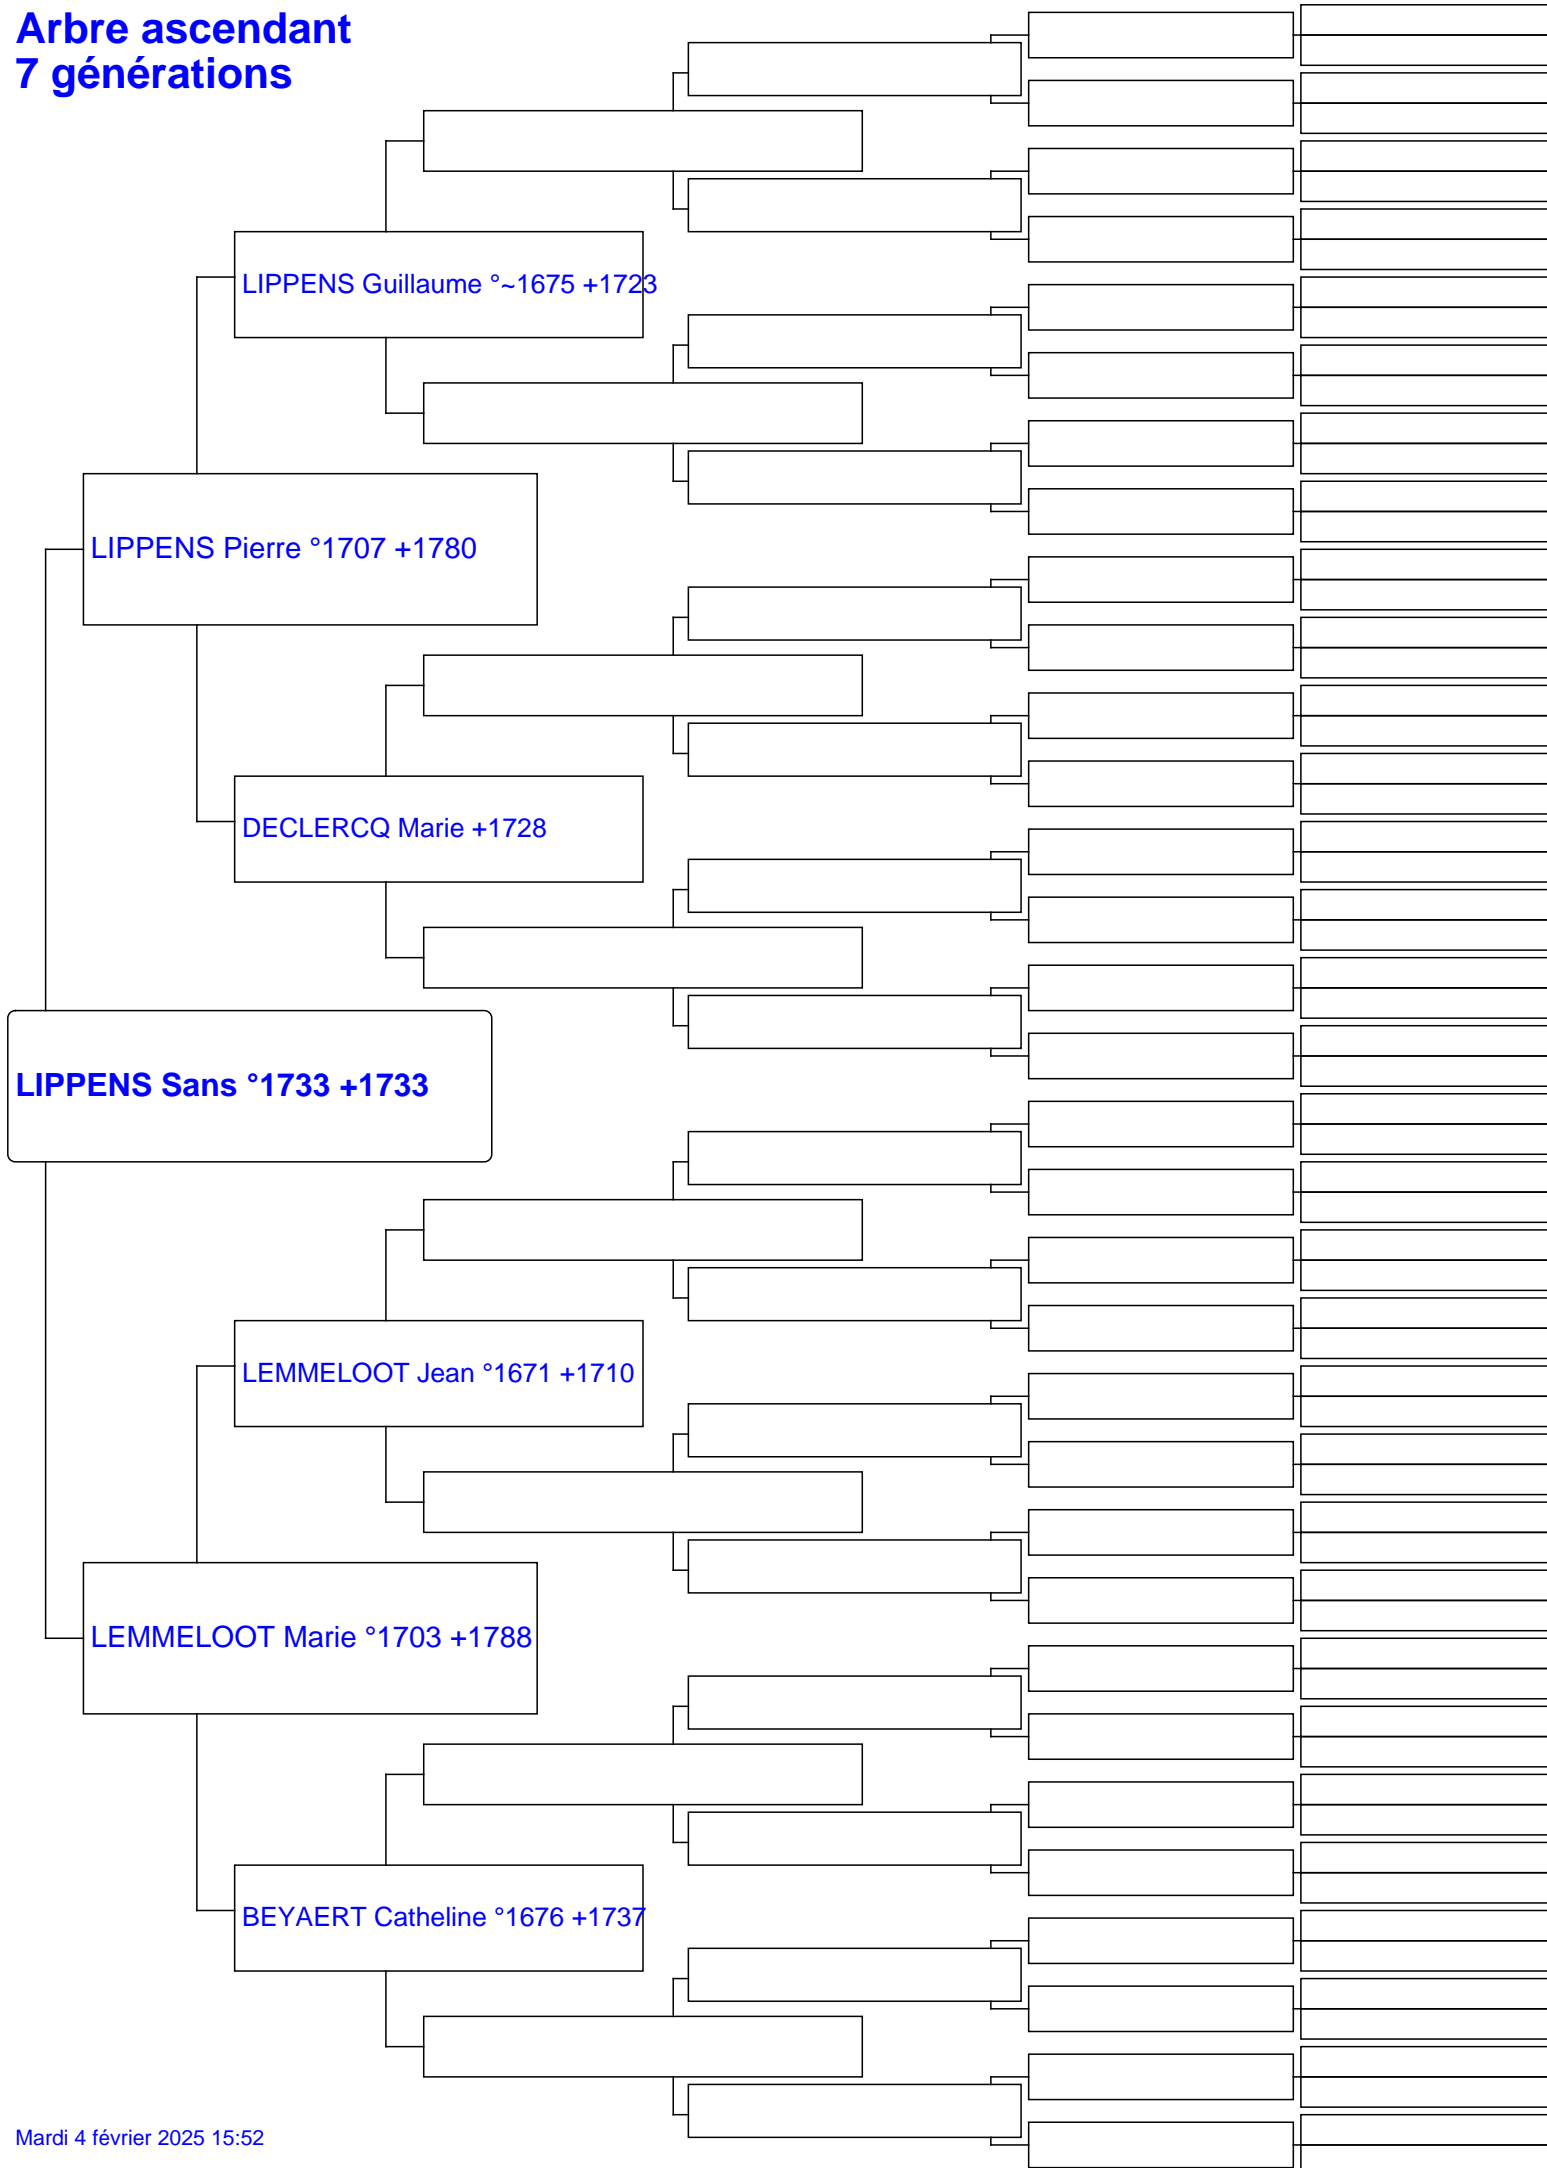 Arbre ascendant
7 générations
LIPPENS Guillaume °~1675 +1723
LIPPENS Pierre °1707 +1780
DECLERCQ Marie +1728
LIPPENS Sans °1733 +1733
LEMMELOOT Jean °1671 +1710
LEMMELOOT Marie °1703 +1788
BEYAERT Catheline °1676 +1737
Mardi 4 février 2025 15:52